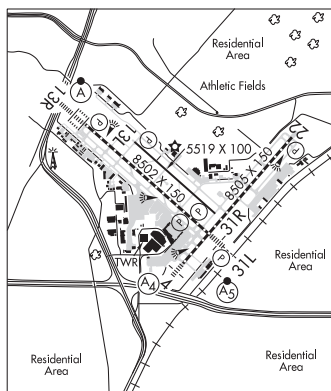 Residential
Area
Athletic Fields
A
13R
13L
P
5519 X 100
22
P
8502 X 150
8505 X 150
P
P
31R
31L
P
TWR
A4
4
A5
Residential
Area
Residential
Area
Residential
Area